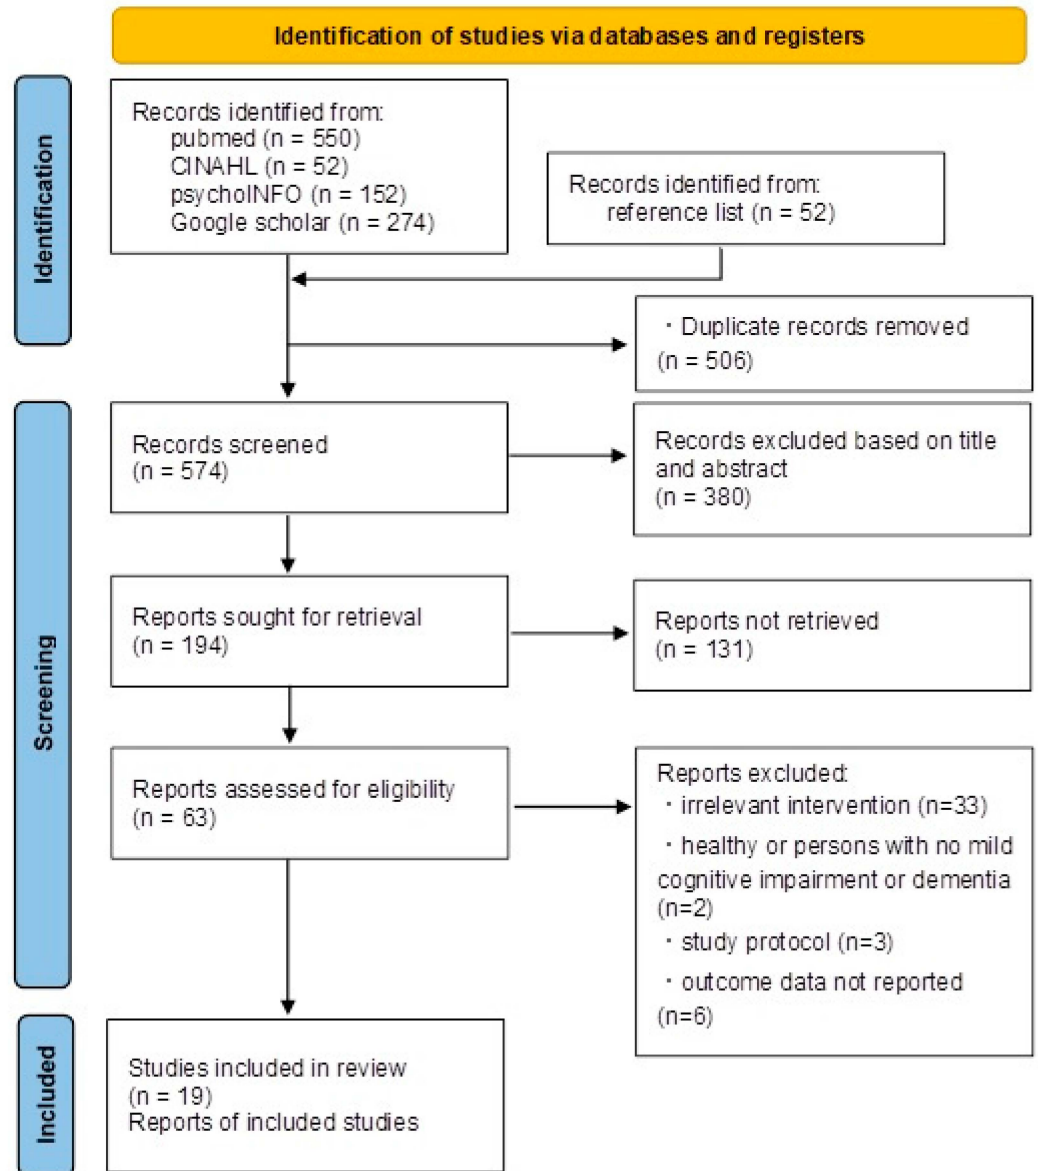 Identification of studies via databases and registers
Identification
Records identified from:
pubmed (n = 550)
CINAHL (n = 52)
psychoINFO (n = 152)
Google scholar (n = 274)
Records identified from:
reference list (n = 52)
・Duplicate records removed
(n = 506)
Screening
Records screened
(n = 574)
Records excluded based on title
and abstract
(n = 380)
Reports sought for retrieval
(n = 194)
Reports not retrieved
(n = 131)
Reports assessed for eligibility
(n = 63)
Reports excluded:
・irrelevant intervention (n=33)
・healthy or persons with no mild
cognitive impairment or dementia
(n=2)
・study protocol (n=3)
・outcome data not reported
(n=6)
Included
Studies included in review
(n = 19)
Reports of included studies